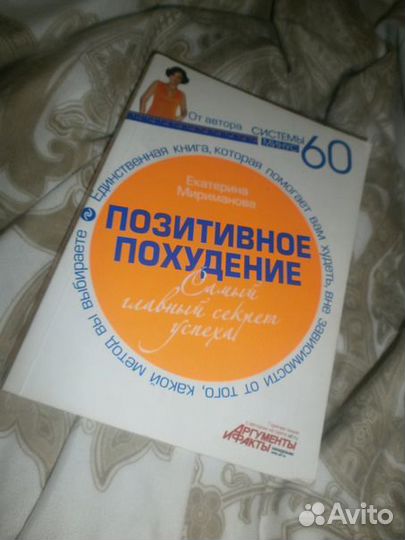 От автора СИСТЕМЫ МИНУС 60
Единственная книга, которая помогает вам худеть, вне зависимости от того, какой метод вы выбираете
Екатерина
Мириманова
ПОЗИТИВНОЕ
ПОХУДЕНИЕ
Самый
главный секрет
успеха!
АРГУМЕНТЫ
И ФАКТЫ
Avito